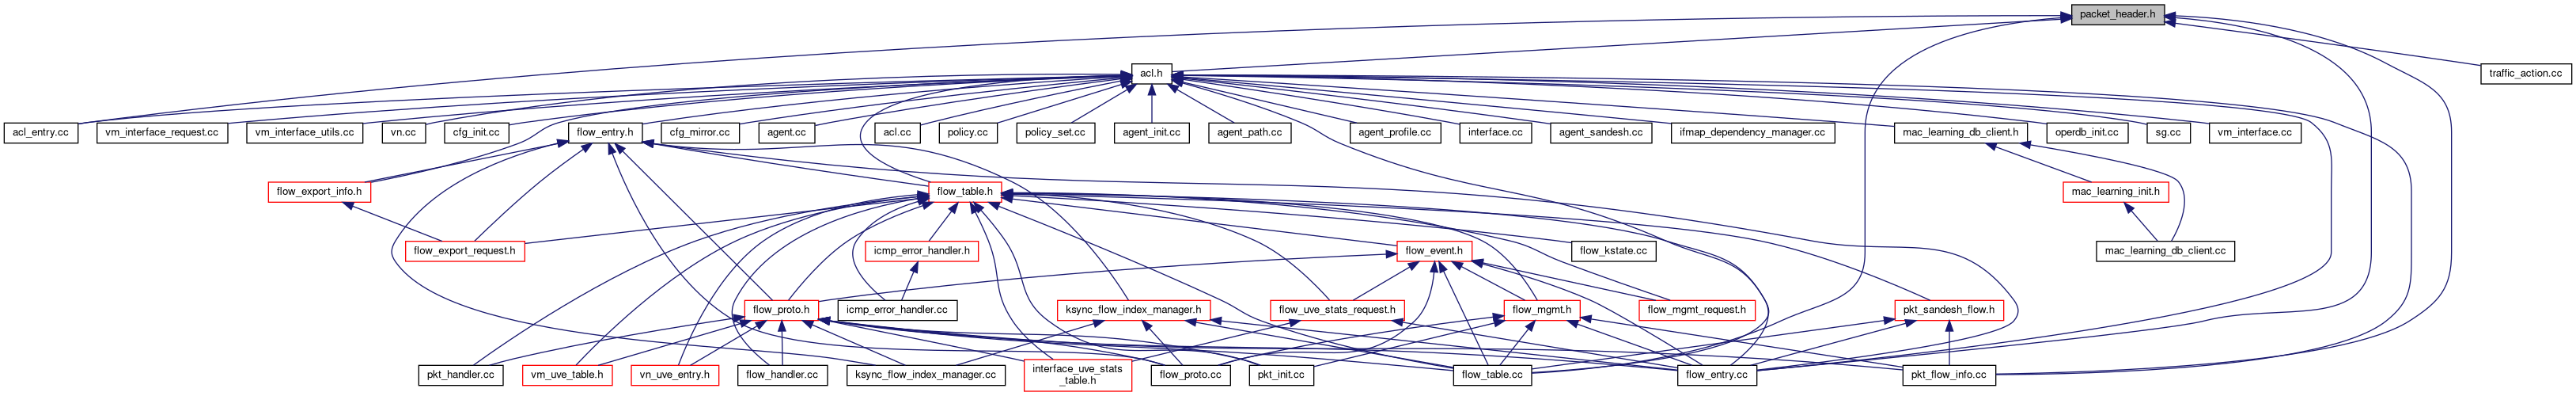 packet_header.h
acl.h
traffic_action.cc
acl_entry.cc
vm_interface_request.cc
vm_interface_utils.cc
vn.cc
cfg_init.cc
flow_entry.h
cfg_mirror.cc
agent.cc
acl.cc
policy.cc
policy_set.cc
agent_init.cc
agent_path.cc
agent_profile.cc
interface.cc
agent_sandesh.cc
ifmap_dependency_manager.cc
mac_learning_db_client.h
operdb_init.cc
sg.cc
vm_interface.cc
flow_export_info.h
flow_table.h
mac_learning_init.h
flow_export_request.h
icmp_error_handler.h
flow_event.h
flow_kstate.cc
mac_learning_db_client.cc
flow_proto.h
icmp_error_handler.cc
ksync_flow_index_manager.h
flow_uve_stats_request.h
flow_mgmt.h
flow_mgmt_request.h
pkt_sandesh_flow.h
pkt_handler.cc
vm_uve_table.h
vn_uve_entry.h
flow_handler.cc
ksync_flow_index_manager.cc
interface_uve_stats
_table.h
flow_proto.cc
pkt_init.cc
flow_table.cc
flow_entry.cc
pkt_flow_info.cc